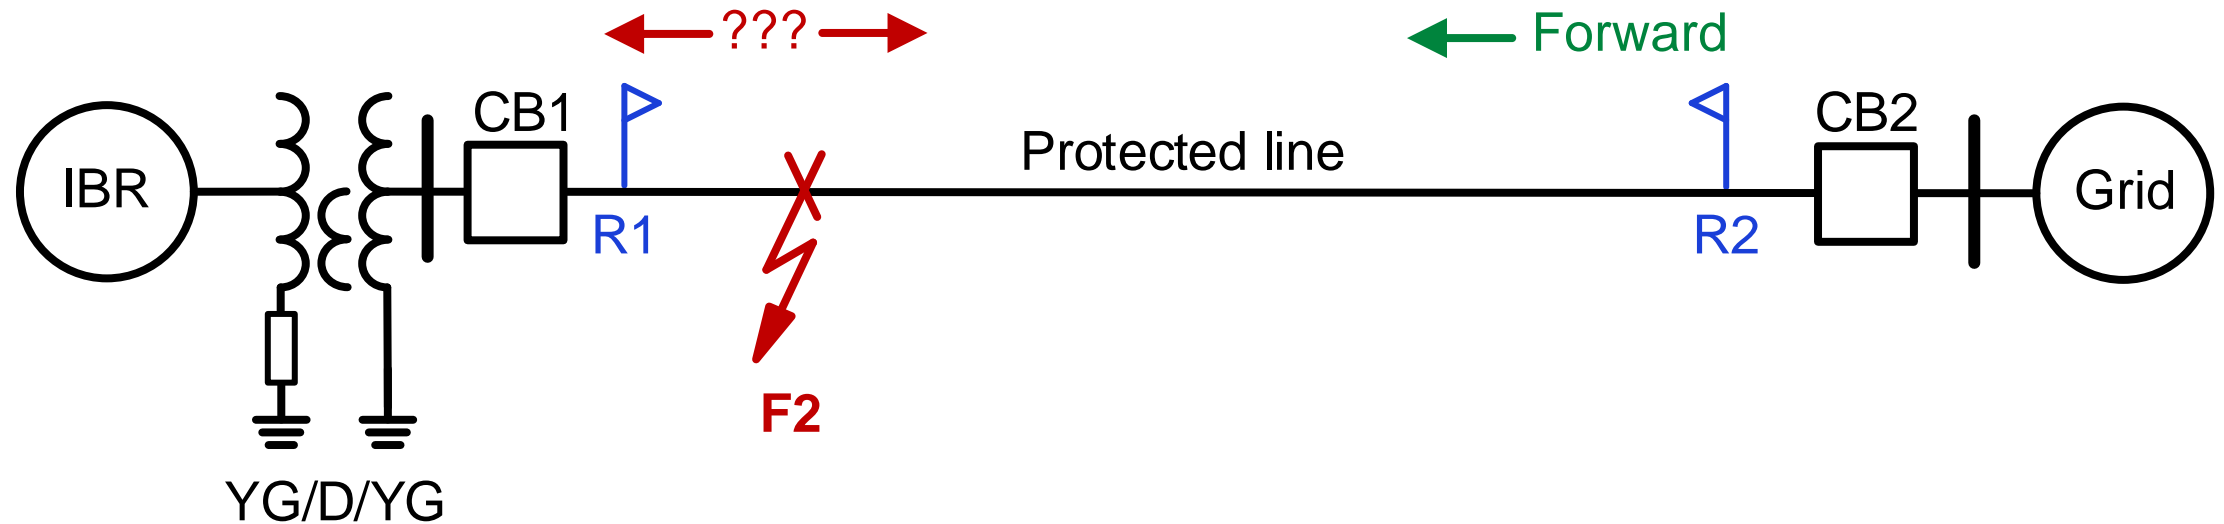 ???
Forward
CB1
CB2
Protected line
IBR
Grid
R1
R2
F2
YG/D/YG